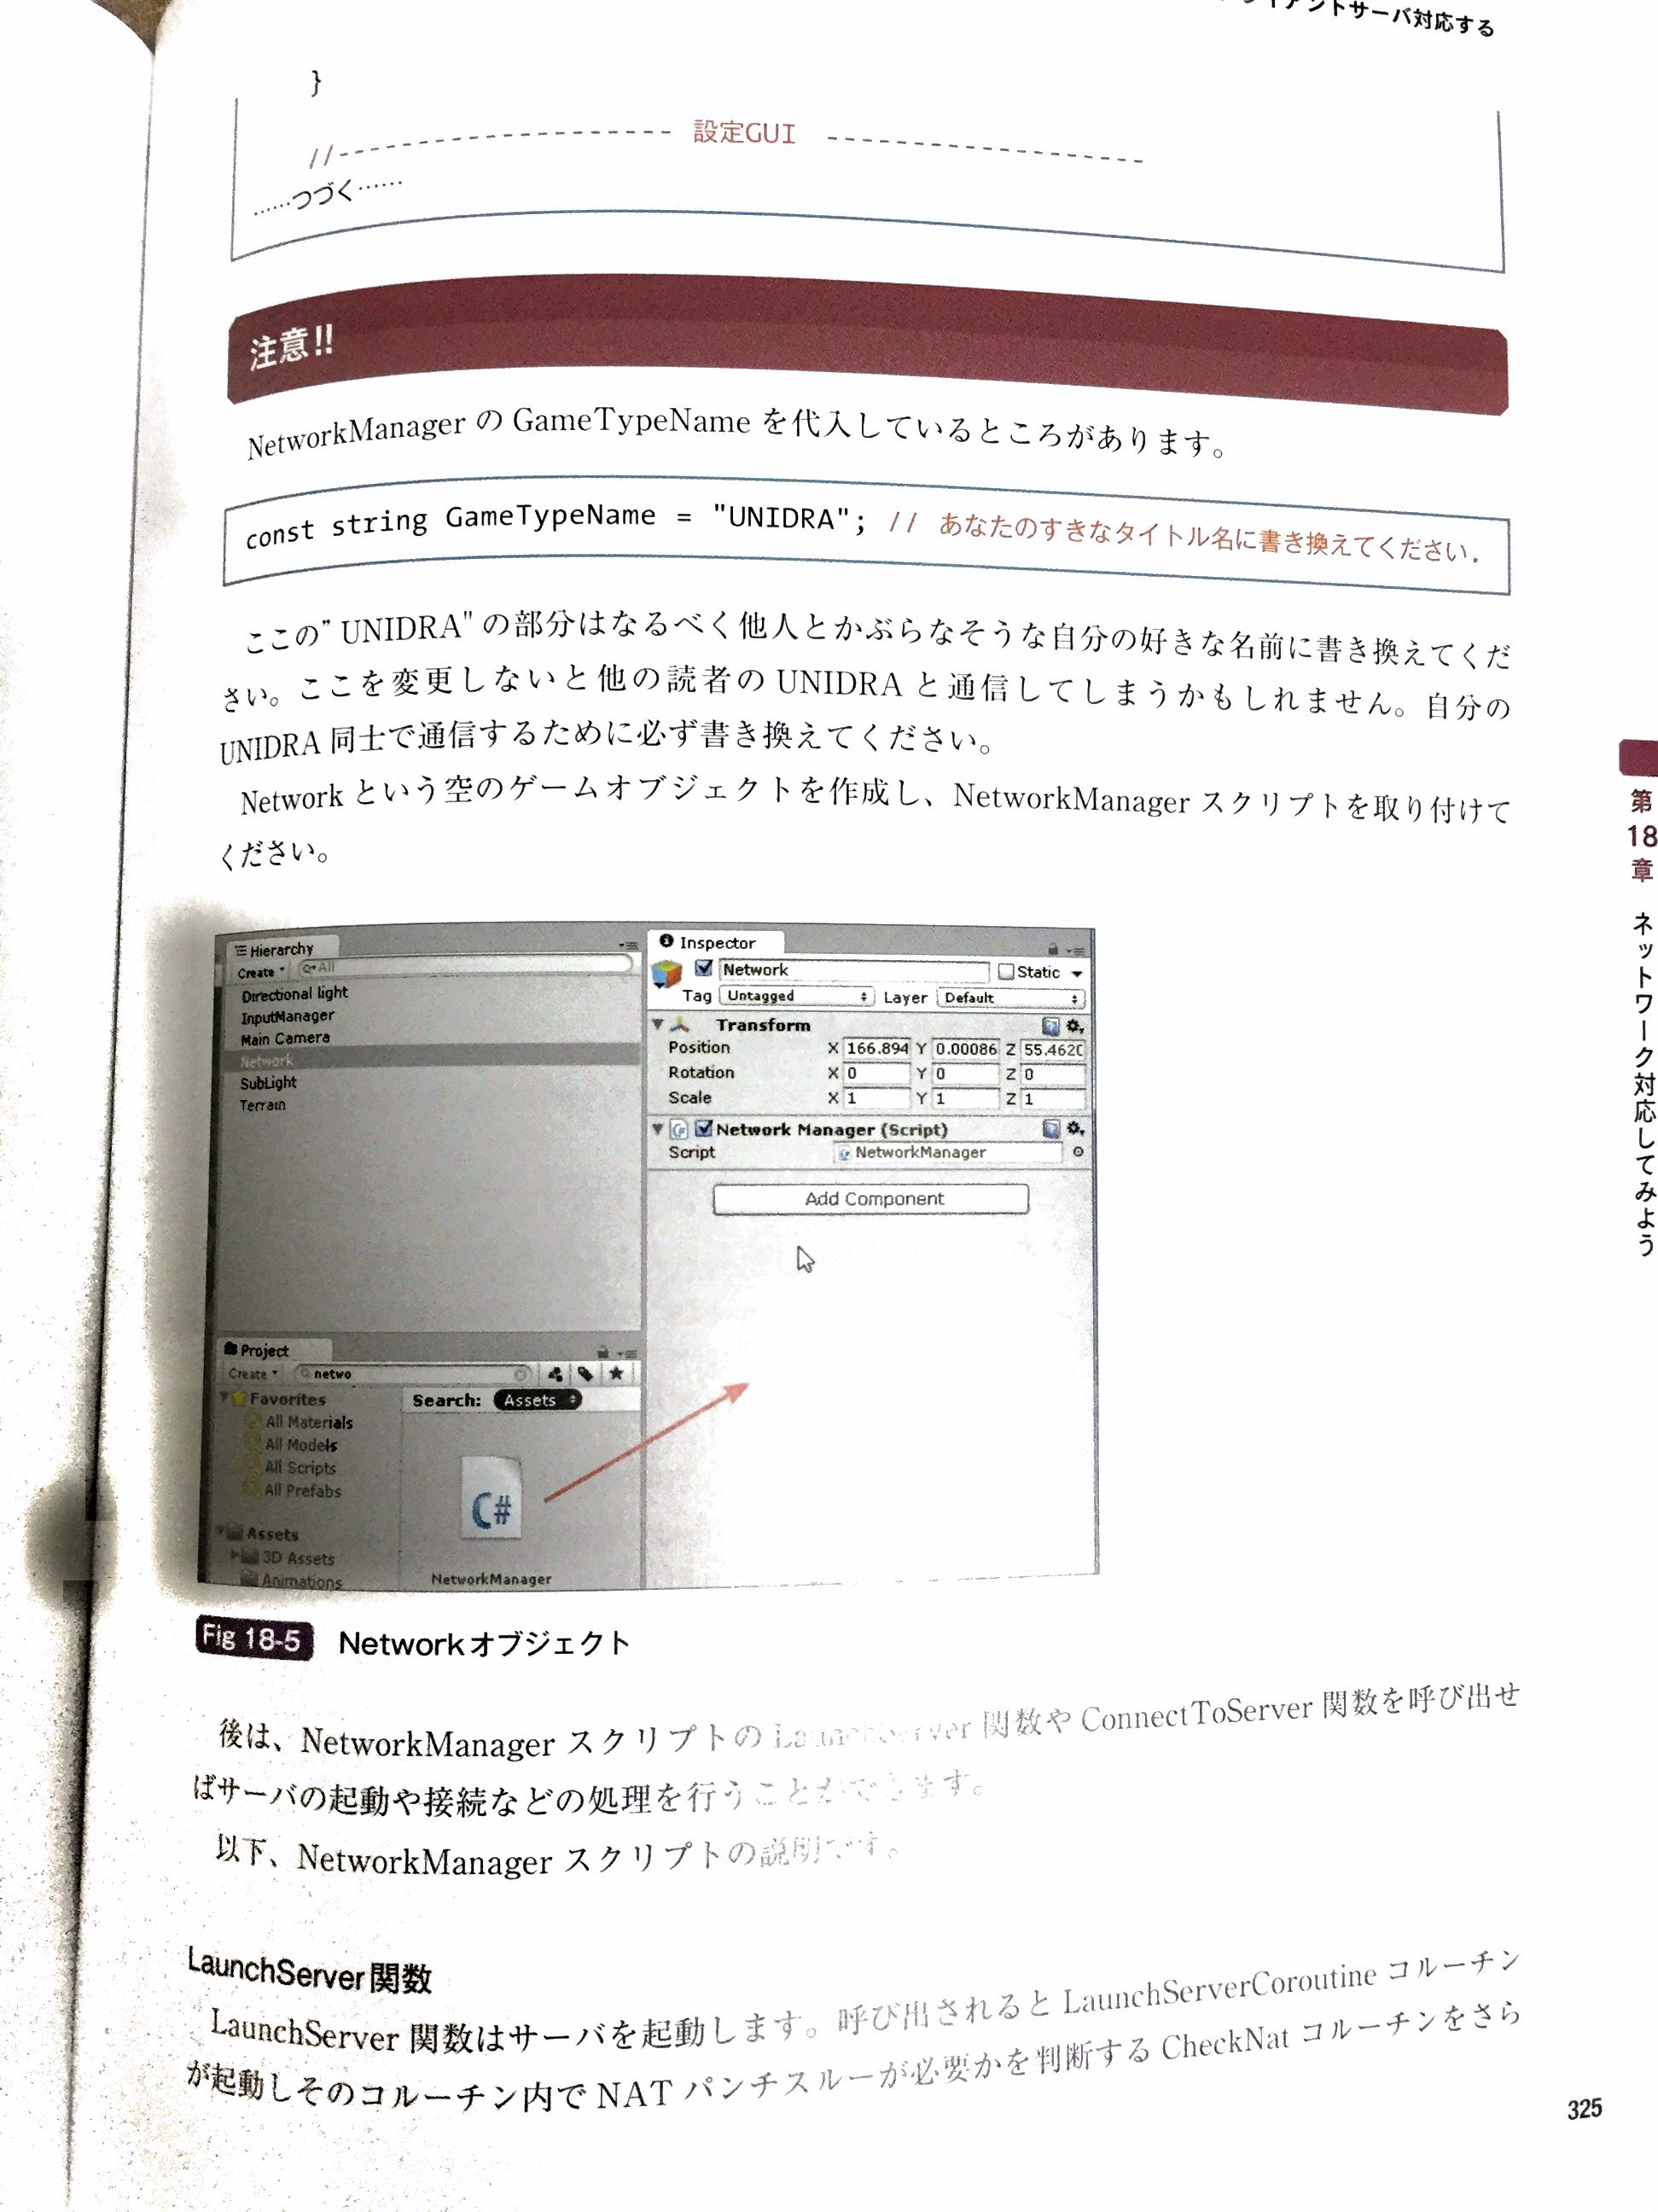 イアントサーバ対応する
}
//---------------------- 設定GUI ---------------------
……つづく……
注意!!
NetworkManager の GameTypeName を代入しているところがあります。
const string GameTypeName = "UNIDRA"; // あなたのすきなタイトル名に書き換えてください.
ここの” UNIDRA" の部分はなるべく他人とかぶらなそうな自分の好きな名前に書き換えてくだ
さい。ここを変更しないと他の読者の UNIDRA と通信してしまうかもしれません。自分の
UNIDRA 同士で通信するために必ず書き換えてください。
Network という空のゲームオブジェクトを作成し、NetworkManager スクリプトを取り付けて
ください。
Hierarchy
Create All
Directional light
InputManager
Main Camera
Network
SubLight
Terrain
Inspector
Network Static
Tag Untagged Layer Default
Transform
Position X 166.894 Y 0.00086 Z 55.462(
Rotation X 0 Y 0 Z 0
Scale X 1 Y 1 Z 1
Network Manager (Script)
Script NetworkManager
Add Component
Project
Create netwo
Favorites
All Materials
All Models
All Scripts
All Prefabs
Assets
3D Assets
Animations
Search: Assets
C#
NetworkManager
Fig 18-5 Networkオブジェクト
後は、NetworkManager スクリプトの LaunchServer 関数や ConnectToServer 関数を呼び出せ
ばサーバの起動や接続などの処理を行うことができます。
以下、NetworkManager スクリプトの説明です。
LaunchServer関数
LaunchServer 関数はサーバを起動します。呼び出されると LaunchServerCoroutine コルーチン
が起動しそのコルーチン内で NAT パンチスルーが必要かを判断する CheckNat コルーチンをさら
第18章 ネットワーク対応してみよう
325